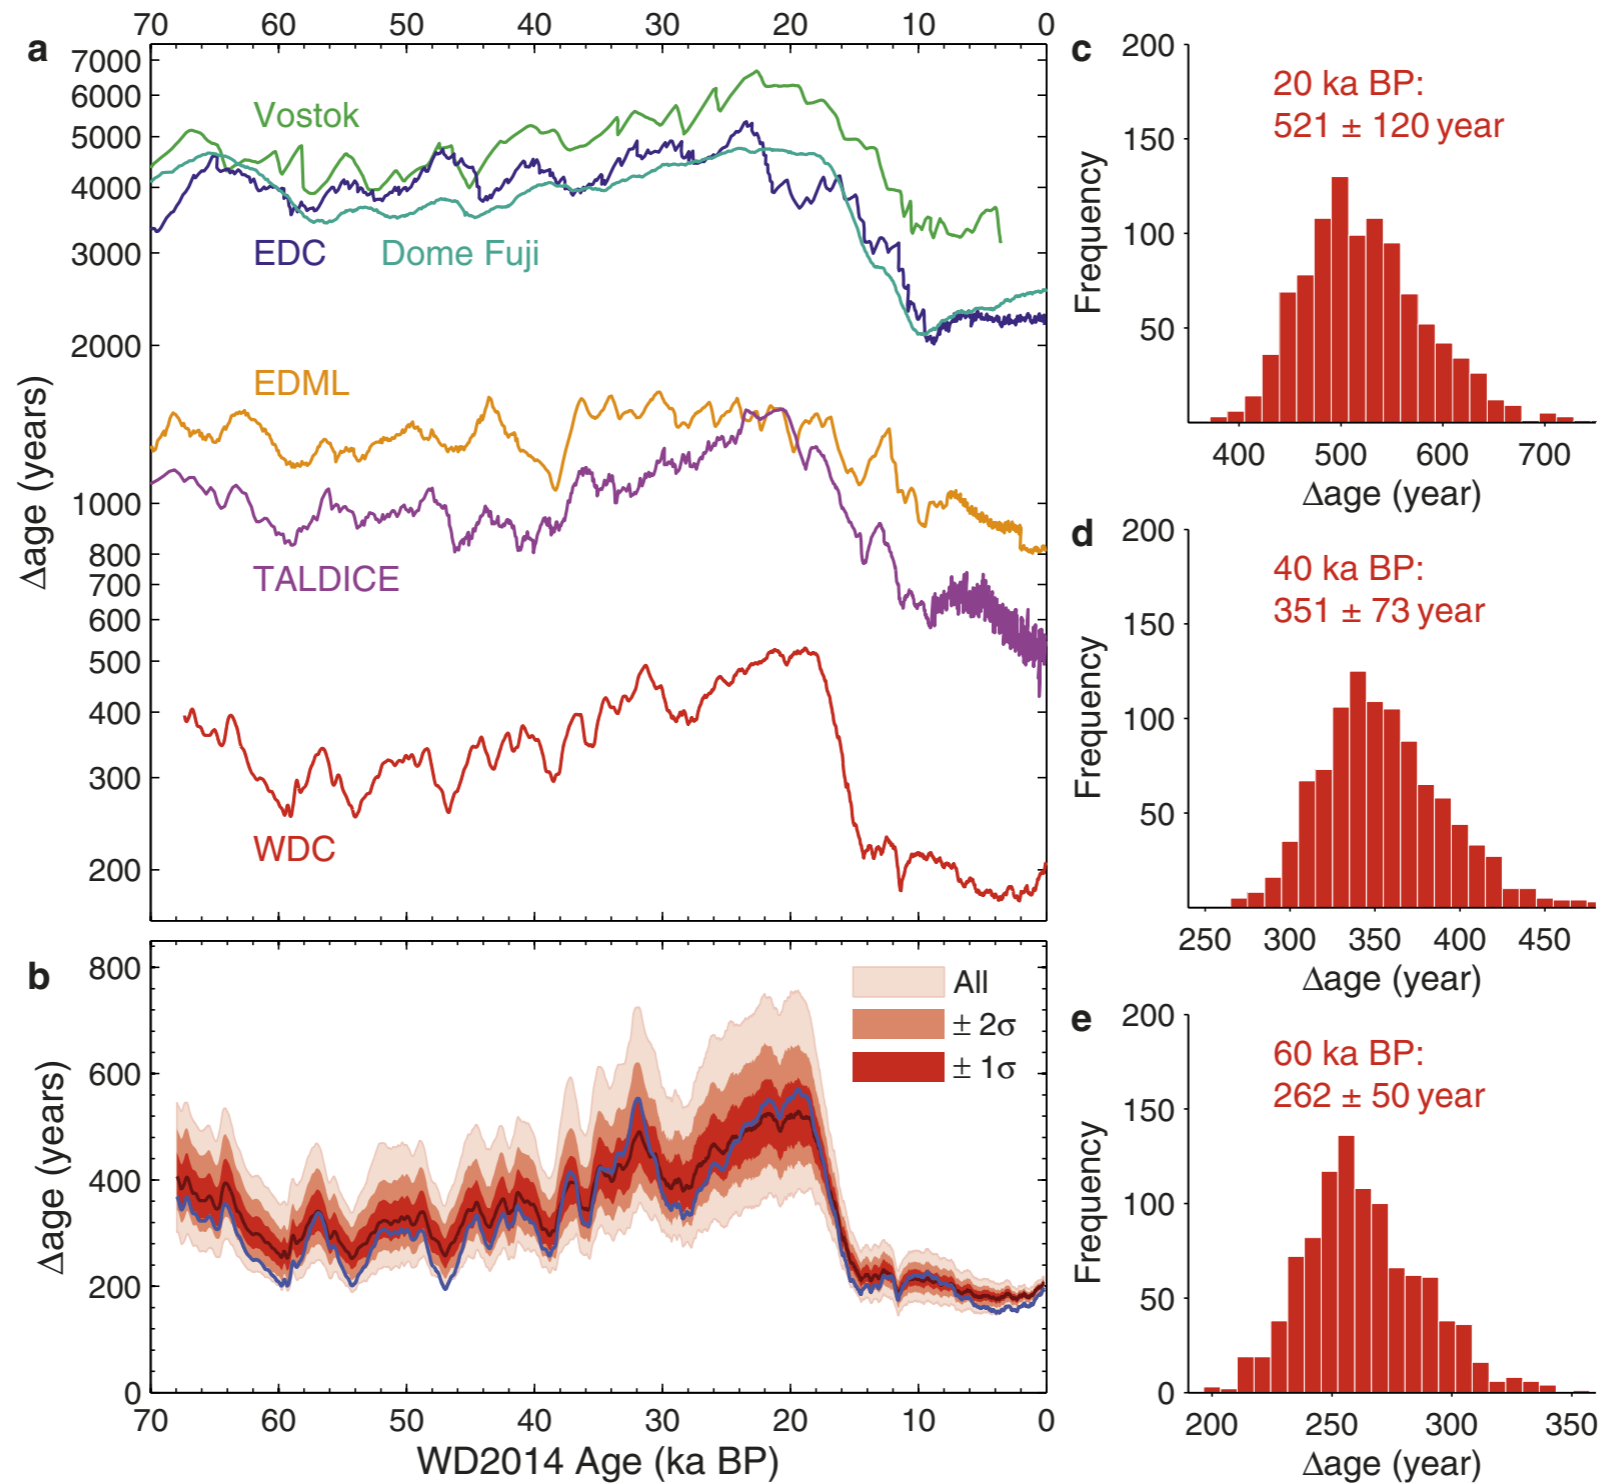 70 60 50 40 30 20 10 0
a
7000
6000
5000
4000
3000
2000
1000
800
700
600
500
400
300
200
Δage (years)
Vostok
EDC
Dome Fuji
EDML
TALDICE
WDC
b
800
600
400
200
0
Δage (years)
All
± 2σ
± 1σ
70 60 50 40 30 20 10 0
WD2014 Age (ka BP)
c
200
150
100
50
Frequency
20 ka BP:
521 ± 120 year
400 500 600 700
Δage (year)
d
200
150
100
50
Frequency
40 ka BP:
351 ± 73 year
250 300 350 400 450
Δage (year)
e
200
150
100
50
0
Frequency
60 ka BP:
262 ± 50 year
200 250 300 350
Δage (year)